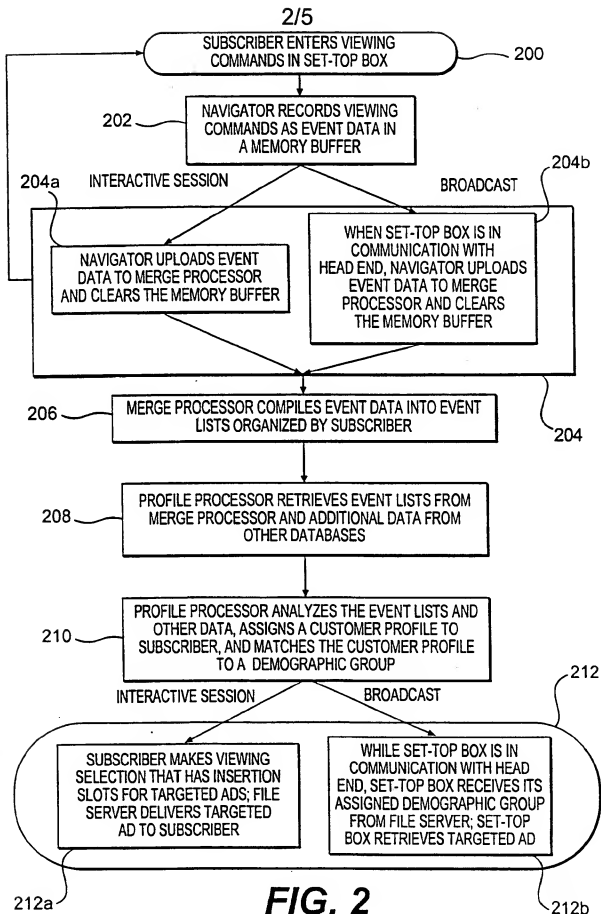 2/5
SUBSCRIBER ENTERS VIEWING
COMMANDS IN SET-TOP BOX
200
202
NAVIGATOR RECORDS VIEWING
COMMANDS AS EVENT DATA IN
A MEMORY BUFFER
204a
INTERACTIVE SESSION
BROADCAST
204b
NAVIGATOR UPLOADS EVENT
DATA TO MERGE PROCESSOR
AND CLEARS THE MEMORY BUFFER
WHEN SET-TOP BOX IS IN
COMMUNICATION WITH
HEAD END, NAVIGATOR UPLOADS
EVENT DATA TO MERGE
PROCESSOR AND CLEARS
THE MEMORY BUFFER
204
206
MERGE PROCESSOR COMPILES EVENT DATA INTO EVENT
LISTS ORGANIZED BY SUBSCRIBER
208
PROFILE PROCESSOR RETRIEVES EVENT LISTS FROM
MERGE PROCESSOR AND ADDITIONAL DATA FROM
OTHER DATABASES
210
PROFILE PROCESSOR ANALYZES THE EVENT LISTS AND
OTHER DATA, ASSIGNS A CUSTOMER PROFILE TO
SUBSCRIBER, AND MATCHES THE CUSTOMER PROFILE
TO A DEMOGRAPHIC GROUP
INTERACTIVE SESSION
BROADCAST
212
SUBSCRIBER MAKES VIEWING
SELECTION THAT HAS INSERTION
SLOTS FOR TARGETED ADS; FILE
SERVER DELIVERS TARGETED
AD TO SUBSCRIBER
WHILE SET-TOP BOX IS IN
COMMUNICATION WITH HEAD
END, SET-TOP BOX RECEIVES ITS
ASSIGNED DEMOGRAPHIC GROUP
FROM FILE SERVER; SET-TOP
BOX RETRIEVES TARGETED AD
212a
FIG. 2
212b